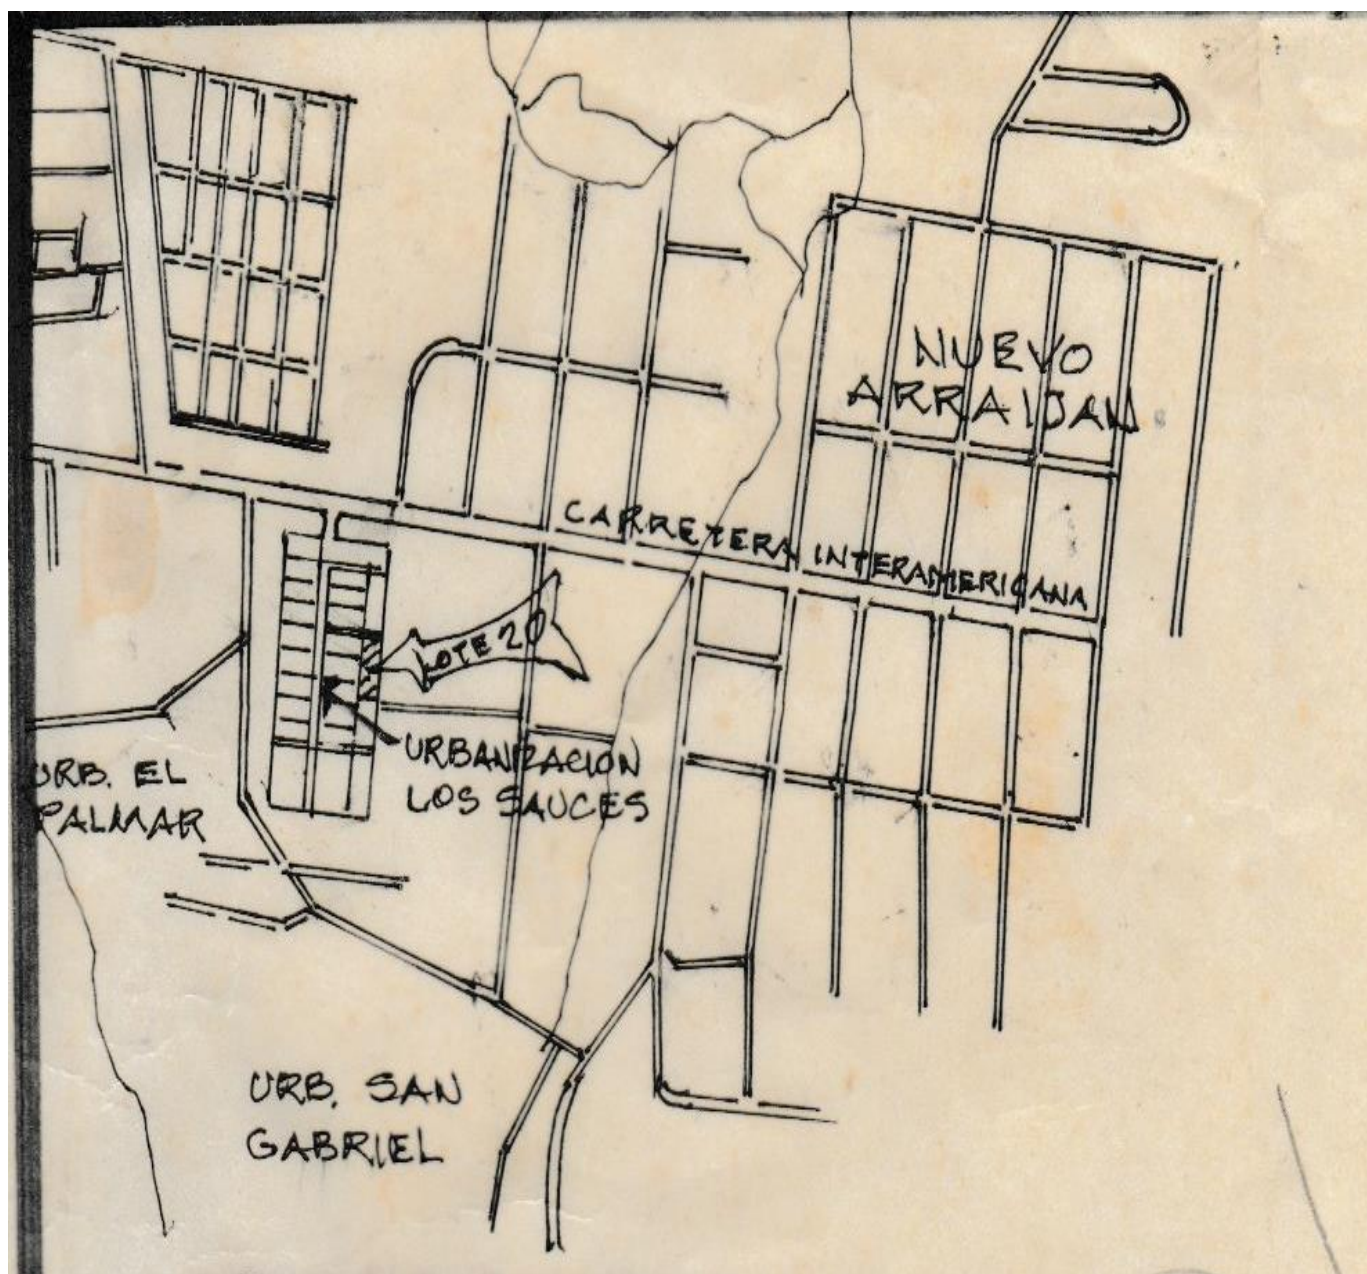 NUEVO
ARRAIJAN
CARRETERA INTERAMERICANA
LOTE 20
URBANIZACION
LOS SAUCES
URB. EL
PALMAR
URB. SAN
GABRIEL